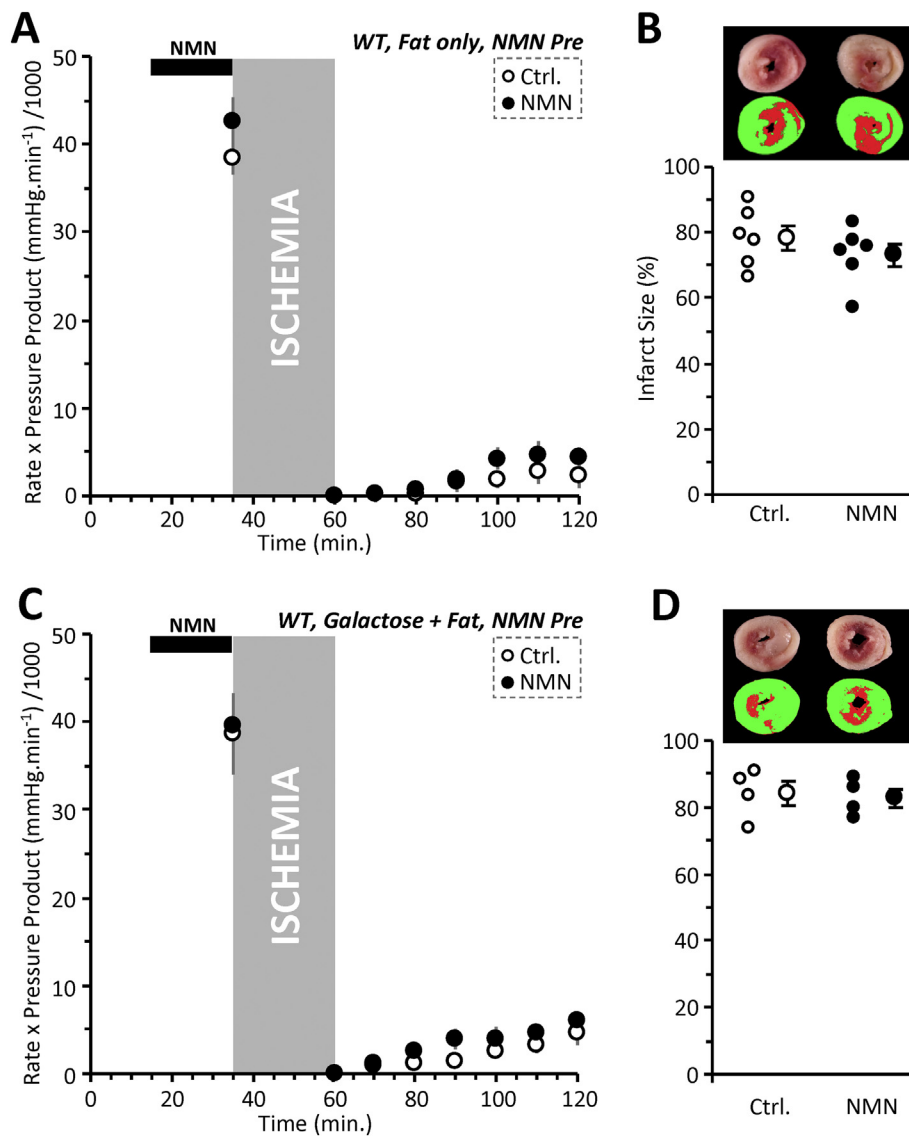 A
WT, Fat only, NMN Pre
NMN
Ctrl.
NMN
ISCHEMIA
Rate x Pressure Product (mmHg.min⁻¹) /1000
50
40
30
20
10
0
0 20 40 60 80 100 120
Time (min.)
B
Infarct Size (%)
100
80
60
40
20
0
Ctrl. NMN
C
WT, Galactose + Fat, NMN Pre
NMN
Ctrl.
NMN
ISCHEMIA
Rate x Pressure Product (mmHg.min⁻¹) /1000
50
40
30
20
10
0
0 20 40 60 80 100 120
Time (min.)
D
100
80
60
40
20
0
Ctrl. NMN